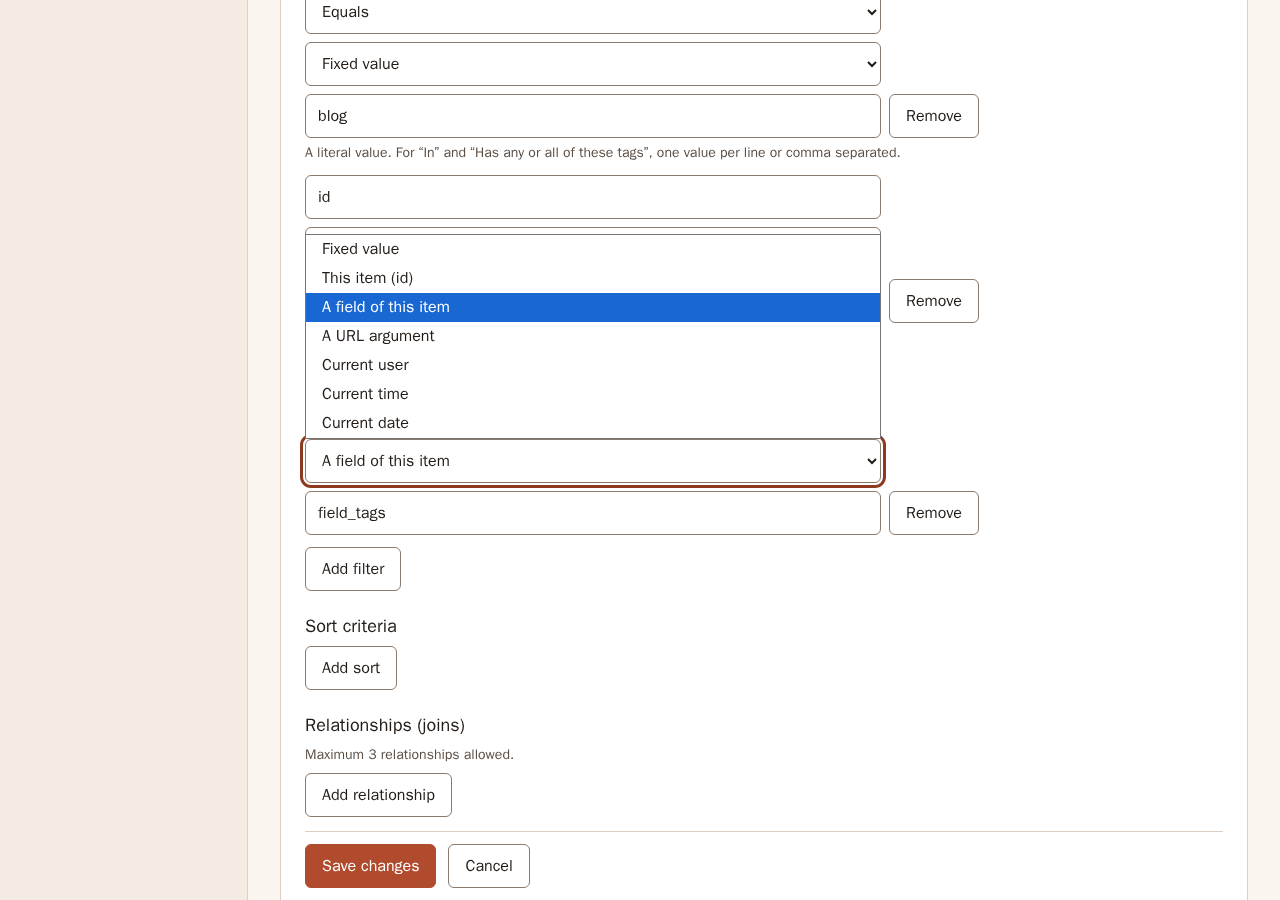 Equals
Fixed value
blog
Remove
A literal value. For “In” and “Has any or all of these tags”, one value per line or comma separated.
id
Fixed value
This item (id)
A field of this item
Remove
A URL argument
Current user
Current time
Current date
A field of this item
field_tags
Remove
Add filter
Sort criteria
Add sort
Relationships (joins)
Maximum 3 relationships allowed.
Add relationship
Save changes
Cancel